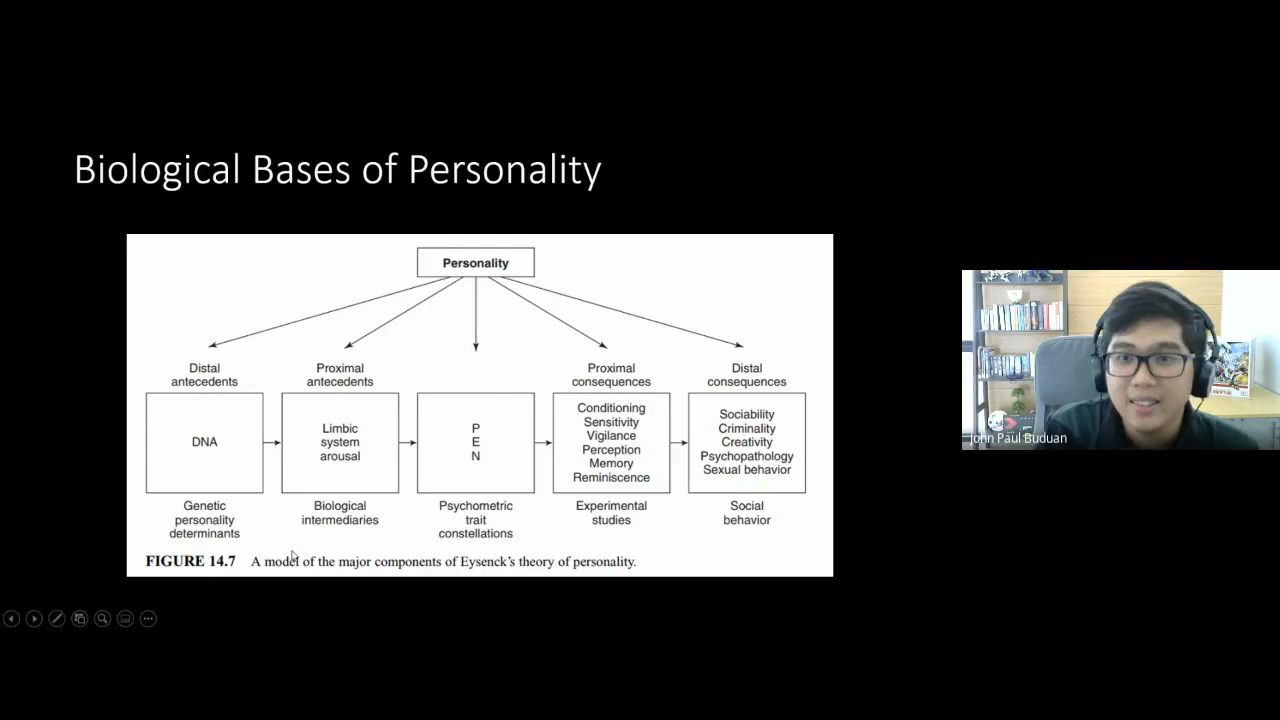 Biological Bases of Personality
Personality
Distal
antecedents
Proximal
antecedents
Proximal
consequences
Distal
consequences
DNA
Limbic
system
arousal
P
E
N
Conditioning
Sensitivity
Vigilance
Perception
Memory
Reminiscence
Sociability
Criminality
Creativity
Psychopathology
Sexual behavior
Genetic
personality
determinants
Biological
intermediaries
Psychometric
trait
constellations
Experimental
studies
Social
behavior
FIGURE 14.7 A model of the major components of Eysenck's theory of personality.
John Paul Buduan